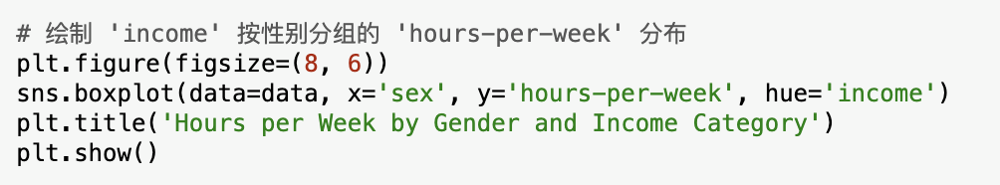 # 绘制 'income' 按性别分组的 'hours-per-week' 分布
plt.figure(figsize=(8, 6))
sns.boxplot(data=data, x='sex', y='hours-per-week', hue='income')
plt.title('Hours per Week by Gender and Income Category')
plt.show()